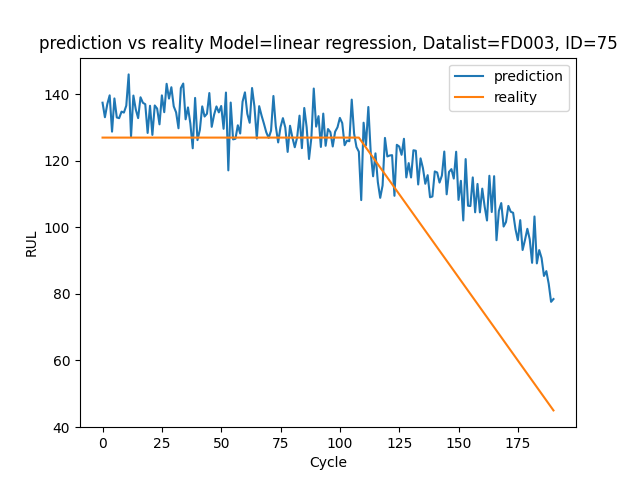 prediction vs reality Model=linear regression, Datalist=FD003, ID=75
prediction
reality
RUL
140
120
100
80
60
40
0 25 50 75 100 125 150 175
Cycle